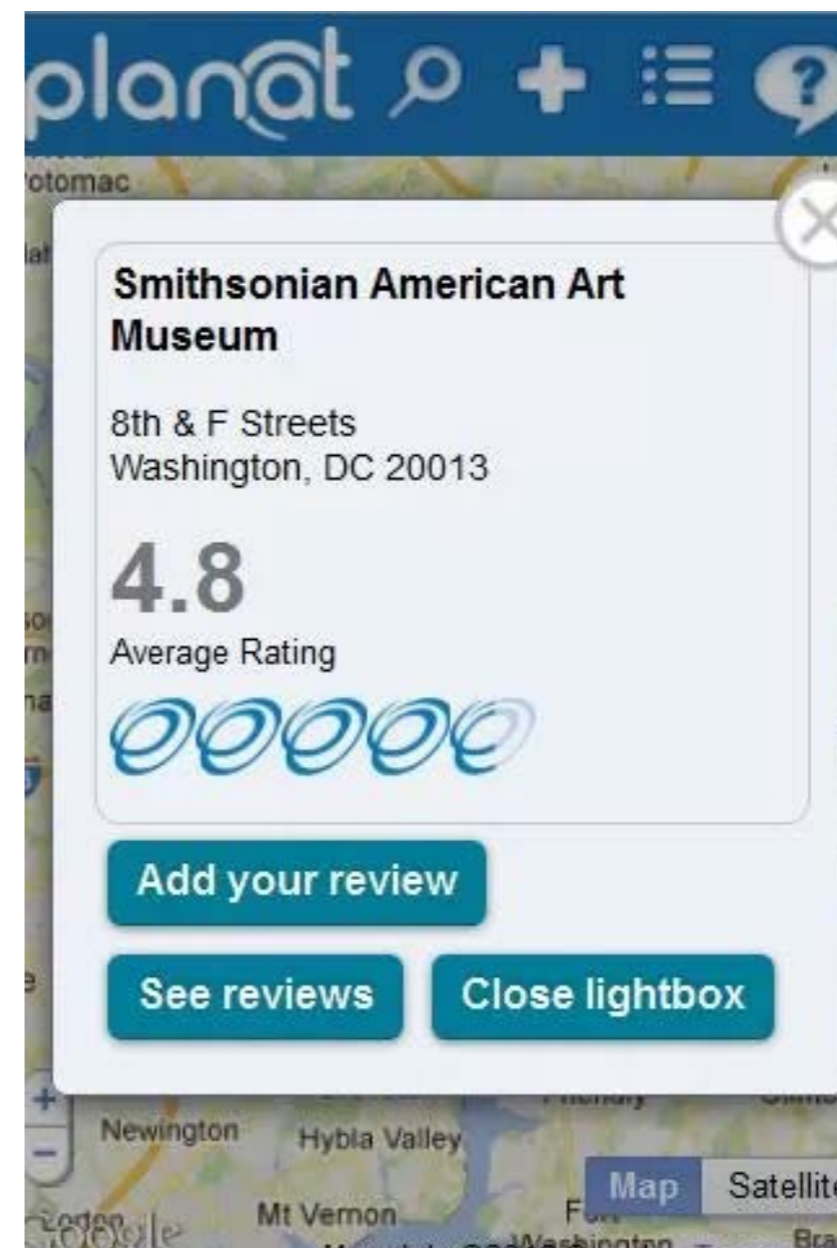 planat
otomac
Smithsonian American Art
Museum
8th & F Streets
Washington, DC 20013
4.8
Average Rating
Add your review
See reviews
Close lightbox
Newington
Hybla Valley
Mt Vernon
Map
Satellite